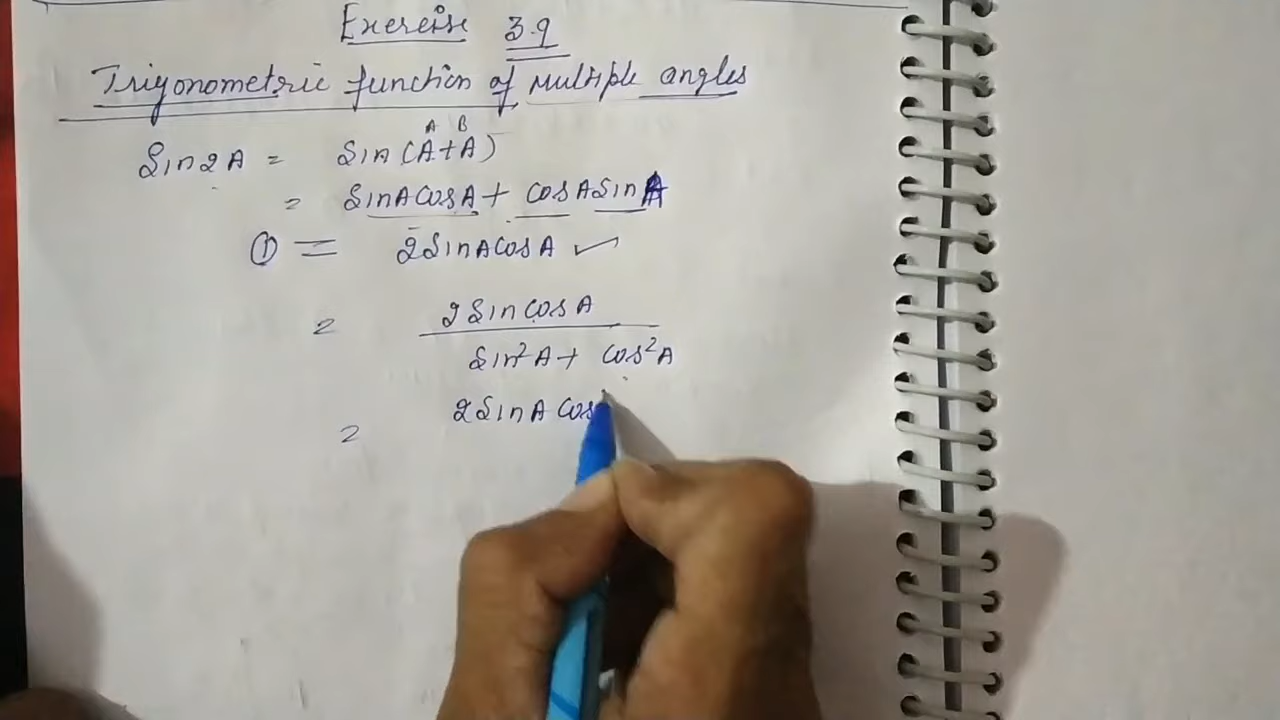 Exercise 3.9
Trigonometric function of multiple angles
A B
Sin2A = Sin(A+A)
= SinACosA + CosASinA
① = 2SinACosA ✓
= 2SinCosA
Sin²A + Cos²A
= 2SinA Cos